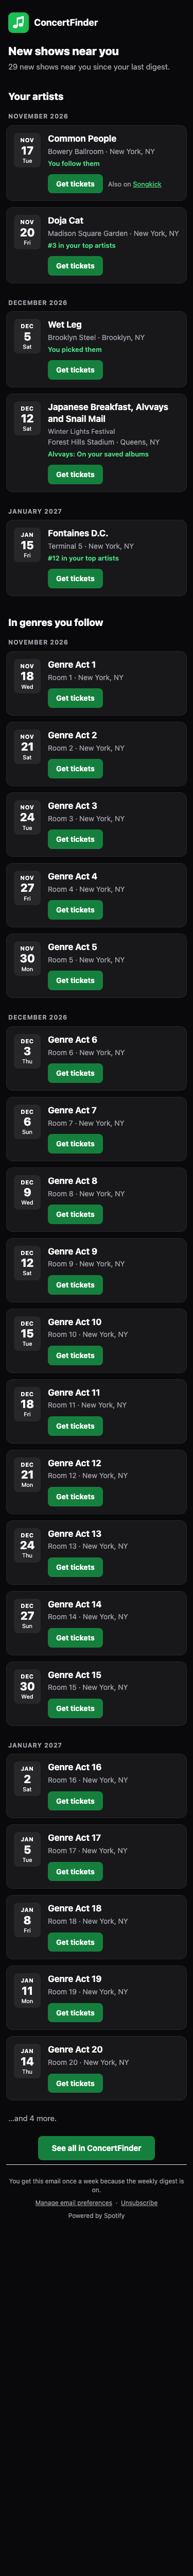 ConcertFinder
New shows near you
29 new shows near you since your last digest.
Your artists
NOVEMBER 2026
NOV
17
Tue
Common People
Bowery Ballroom · New York, NY
You follow them
Get tickets
Also on Songkick
NOV
20
Fri
Doja Cat
Madison Square Garden · New York, NY
#3 in your top artists
Get tickets
DECEMBER 2026
DEC
5
Sat
Wet Leg
Brooklyn Steel · Brooklyn, NY
You picked them
Get tickets
DEC
12
Sat
Japanese Breakfast, Alvvays
and Snail Mail
Winter Lights Festival
Forest Hills Stadium · Queens, NY
Alvvays: On your saved albums
Get tickets
JANUARY 2027
JAN
15
Fri
Fontaines D.C.
Terminal 5 · New York, NY
#12 in your top artists
Get tickets
In genres you follow
NOVEMBER 2026
NOV
18
Wed
Genre Act 1
Room 1 · New York, NY
Get tickets
NOV
21
Sat
Genre Act 2
Room 2 · New York, NY
Get tickets
NOV
24
Tue
Genre Act 3
Room 3 · New York, NY
Get tickets
NOV
27
Fri
Genre Act 4
Room 4 · New York, NY
Get tickets
NOV
30
Mon
Genre Act 5
Room 5 · New York, NY
Get tickets
DECEMBER 2026
DEC
3
Thu
Genre Act 6
Room 6 · New York, NY
Get tickets
DEC
6
Sun
Genre Act 7
Room 7 · New York, NY
Get tickets
DEC
9
Wed
Genre Act 8
Room 8 · New York, NY
Get tickets
DEC
12
Sat
Genre Act 9
Room 9 · New York, NY
Get tickets
DEC
15
Tue
Genre Act 10
Room 10 · New York, NY
Get tickets
DEC
18
Fri
Genre Act 11
Room 11 · New York, NY
Get tickets
DEC
21
Mon
Genre Act 12
Room 12 · New York, NY
Get tickets
DEC
24
Thu
Genre Act 13
Room 13 · New York, NY
Get tickets
DEC
27
Sun
Genre Act 14
Room 14 · New York, NY
Get tickets
DEC
30
Wed
Genre Act 15
Room 15 · New York, NY
Get tickets
JANUARY 2027
JAN
2
Sat
Genre Act 16
Room 16 · New York, NY
Get tickets
JAN
5
Tue
Genre Act 17
Room 17 · New York, NY
Get tickets
JAN
8
Fri
Genre Act 18
Room 18 · New York, NY
Get tickets
JAN
11
Mon
Genre Act 19
Room 19 · New York, NY
Get tickets
JAN
14
Thu
Genre Act 20
Room 20 · New York, NY
Get tickets
...and 4 more.
See all in ConcertFinder
You get this email once a week because the weekly digest is
on.
Manage email preferences · Unsubscribe
Powered by Spotify